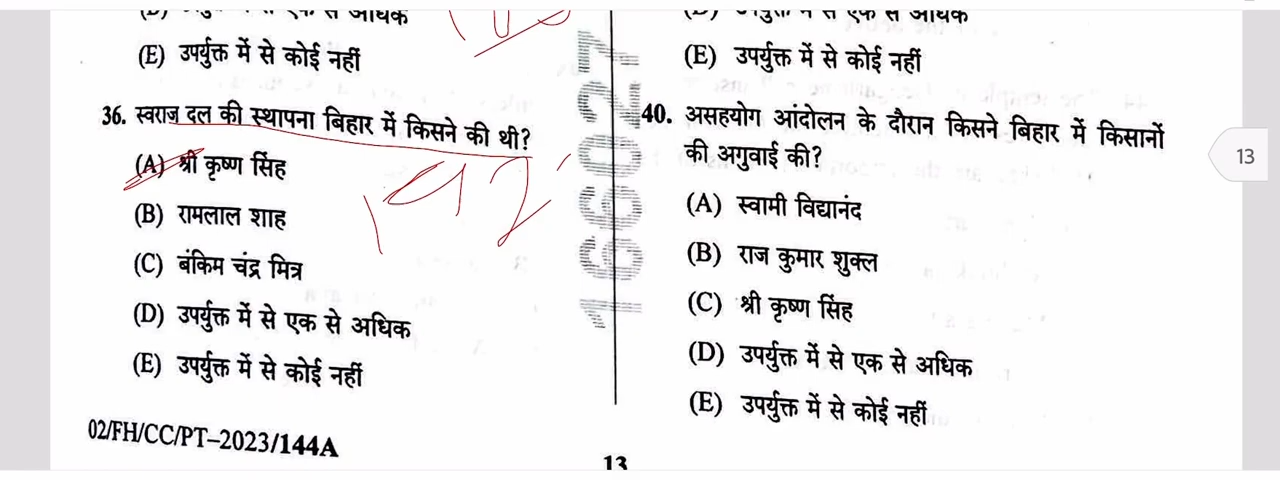 (E) उपर्युक्त में से कोई नहीं
36. स्वराज दल की स्थापना बिहार में किसने की थी?
(A) श्री कृष्ण सिंह
(B) रामलाल शाह
(C) बंकिम चंद्र मित्र
(D) उपर्युक्त में से एक से अधिक
(E) उपर्युक्त में से कोई नहीं
02/FH/CC/PT–2023/144A
(E) उपर्युक्त में से कोई नहीं
40. असहयोग आंदोलन के दौरान किसने बिहार में किसानों
की अगुवाई की?
(A) स्वामी विद्यानंद
(B) राज कुमार शुक्ल
(C) श्री कृष्ण सिंह
(D) उपर्युक्त में से एक से अधिक
(E) उपर्युक्त में से कोई नहीं
13
13